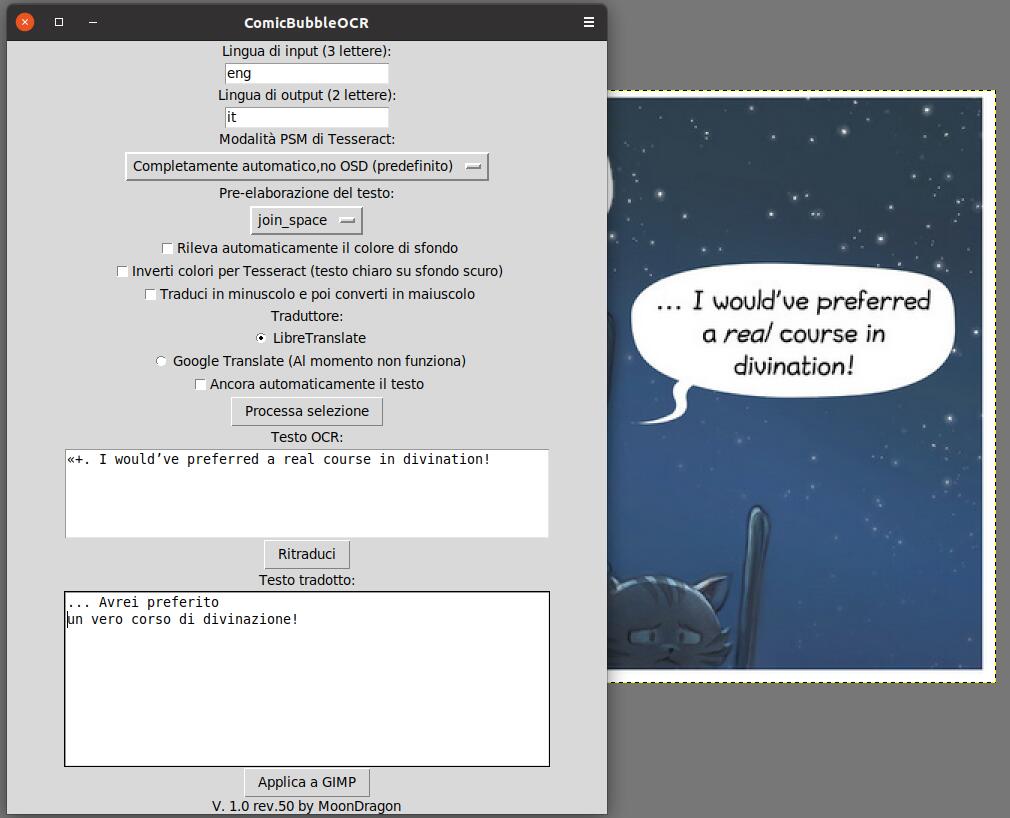 ComicBubbleOCR
Lingua di input (3 lettere):
eng
Lingua di output (2 lettere):
it
Modalità PSM di Tesseract:
Completamente automatico,no OSD (predefinito)
Pre-elaborazione del testo:
join_space
Rileva automaticamente il colore di sfondo
Inverti colori per Tesseract (testo chiaro su sfondo scuro)
Traduci in minuscolo e poi converti in maiuscolo
Traduttore:
LibreTranslate
Google Translate (Al momento non funziona)
Ancora automaticamente il testo
Processa selezione
Testo OCR:
«+. I would’ve preferred a real course in divination!
Ritraduci
Testo tradotto:
... Avrei preferito
un vero corso di divinazione!
Applica a GIMP
V. 1.0 rev.50 by MoonDragon
... I would've preferred
a real course in
divination!